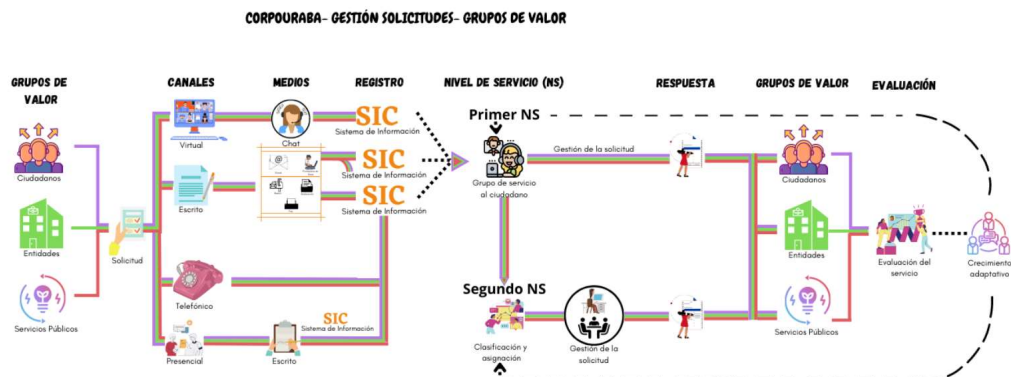 CORPOURABA- GESTIÓN SOLICITUDES- GRUPOS DE VALOR
GRUPOS DE
VALOR
CANALES
MEDIOS
REGISTRO
NIVEL DE SERVICIO (NS)
RESPUESTA
GRUPOS DE VALOR
EVALUACIÓN
Ciudadanos
Entidades
Servicios Públicos
Solicitud
Virtual
Escrito
Telefónico
Presencial
Chat
Escrito
SIC
Sistema de Información
SIC
Sistema de Información
SIC
Sistema de Información
SIC
Sistema de Información
Primer NS
Grupo de servicio
al ciudadano
Gestión de la solicitud
Segundo NS
Clasificación y
asignación
Gestión de la
solicitud
Ciudadanos
Entidades
Servicios Públicos
Evaluación del
servicio
Crecimiento
adaptativo